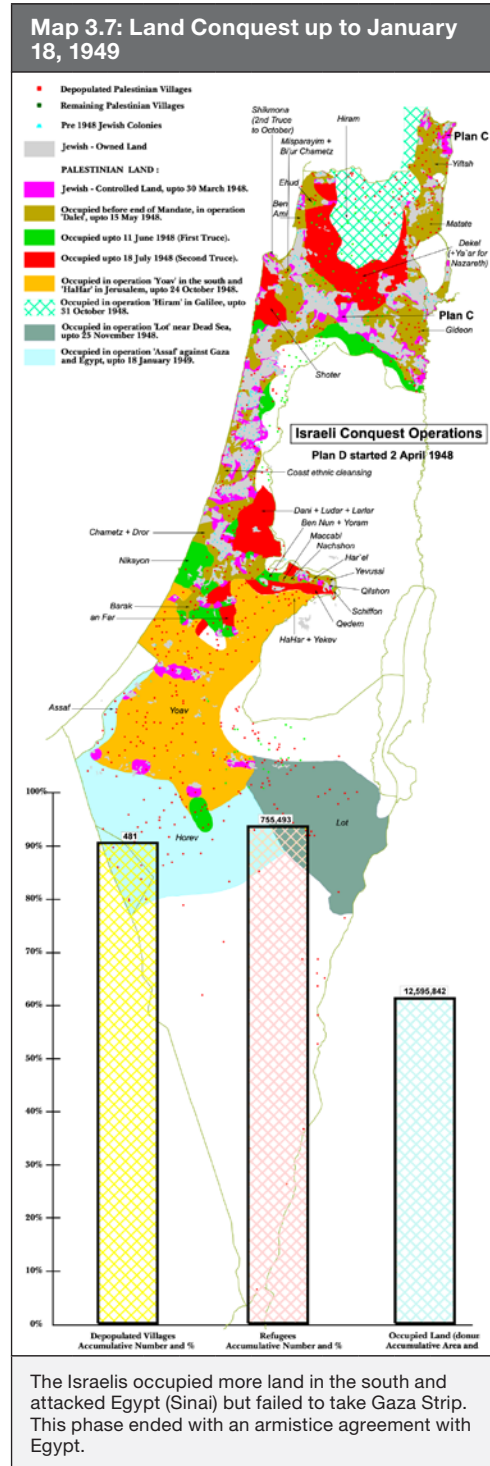 Map 3.7: Land Conquest up to January
18, 1949
Depopulated Palestinian Villages
Remaining Palestinian Villages
Pre 1948 Jewish Colonies
Jewish - Owned Land
PALESTINIAN LAND :
Jewish - Controlled Land, upto 30 March 1948.
Occupied before end of Mandate, in operation
'Dalet', upto 15 May 1948.
Occupied upto 11 June 1948 (First Truce).
Occupied upto 18 July 1948 (Second Truce).
Occupied in operation 'Yoav' in the south and
'HaHar' in Jerusalem, upto 24 October 1948.
Occupied in operation 'Hiram' in Galilee, upto
31 October 1948.
Occupied in operation 'Lot' near Dead Sea,
upto 25 November 1948.
Occupied in operation 'Assaf' against Gaza
and Egypt, upto 18 January 1949.
Shikmona
(2nd Truce
to October)
Hiram
Misparayim +
Bi'ur Chametz
Plan C
Yiftah
Ehud
Ben
Ami
Matate
Dekel
(+Ya`ar for
Nazareth)
Plan C
Gideon
Shoter
Israeli Conquest Operations
Plan D started 2 April 1948
Coast ethnic cleansing
Dani + Ludar + Larlar
Ben Nun + Yoram
Maccabi
Nachshon
Chametz + Dror
Har`el
Niksyon
Yevussi
Qilshon
Barak
Schiffon
an Far
Qedem
HaHar + Yekev
Assaf
Yoav
Horev
Lot
100%
90%
80%
70%
60%
50%
40%
30%
20%
10%
0%
481
755,493
12,595,842
Depopulated Villages
Accumulative Number and %
Refugees
Accumulative Number and %
Occupied Land (donu
Accumulative Area and
The Israelis occupied more land in the south and
attacked Egypt (Sinai) but failed to take Gaza Strip.
This phase ended with an armistice agreement with
Egypt.